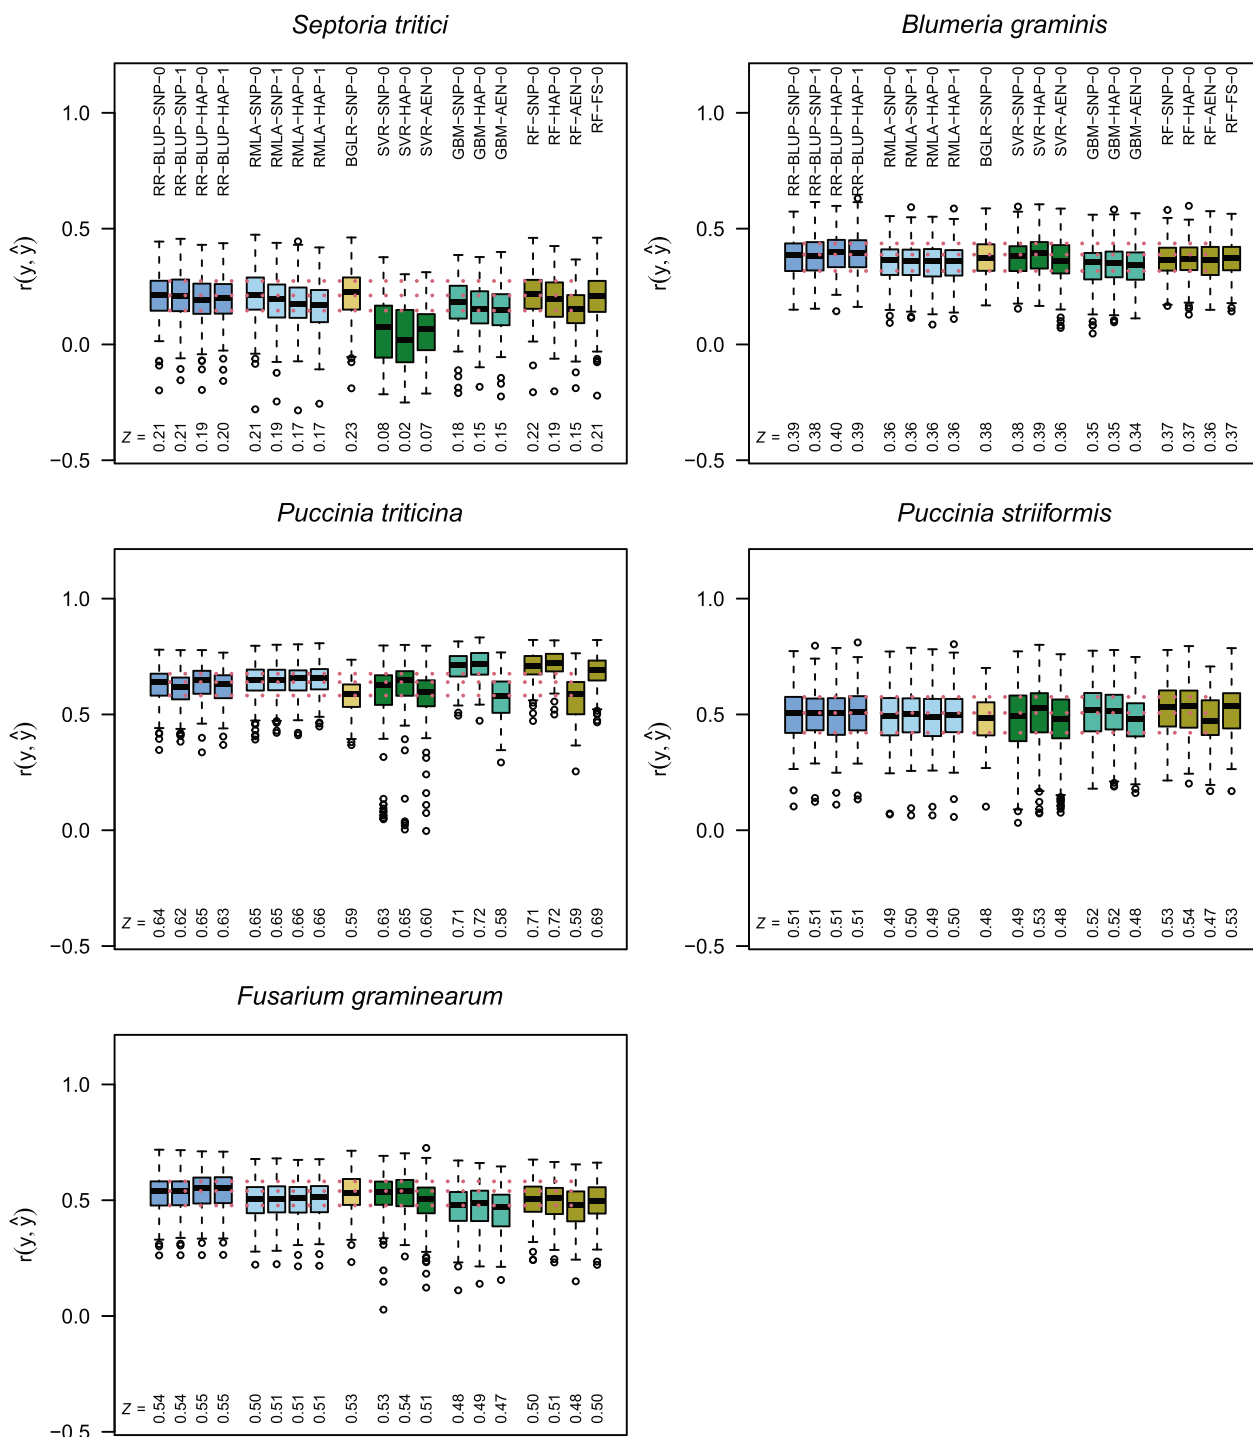 Septoria tritici
r(y, ŷ)
1.0
0.5
0.0
−0.5
RR−BLUP−SNP−0
RR−BLUP−SNP−1
RR−BLUP−HAP−0
RR−BLUP−HAP−1
RMLA−SNP−0
RMLA−SNP−1
RMLA−HAP−0
RMLA−HAP−1
BGLR−SNP−0
SVR−SNP−0
SVR−HAP−0
SVR−AEN−0
GBM−SNP−0
GBM−HAP−0
GBM−AEN−0
RF−SNP−0
RF−HAP−0
RF−AEN−0
RF−FS−0
Z = 0.21 0.21 0.19 0.20 0.21 0.19 0.17 0.17 0.23 0.08 0.02 0.07 0.18 0.15 0.15 0.22 0.19 0.15 0.21
Blumeria graminis
r(y, ŷ)
1.0
0.5
0.0
−0.5
RR−BLUP−SNP−0
RR−BLUP−SNP−1
RR−BLUP−HAP−0
RR−BLUP−HAP−1
RMLA−SNP−0
RMLA−SNP−1
RMLA−HAP−0
RMLA−HAP−1
BGLR−SNP−0
SVR−SNP−0
SVR−HAP−0
SVR−AEN−0
GBM−SNP−0
GBM−HAP−0
GBM−AEN−0
RF−SNP−0
RF−HAP−0
RF−AEN−0
RF−FS−0
Z = 0.39 0.38 0.40 0.39 0.36 0.36 0.36 0.36 0.38 0.38 0.39 0.36 0.35 0.35 0.34 0.37 0.37 0.36 0.37
Puccinia triticina
r(y, ŷ)
1.0
0.5
0.0
−0.5
Z = 0.64 0.62 0.65 0.63 0.65 0.65 0.66 0.66 0.59 0.63 0.65 0.60 0.71 0.72 0.58 0.71 0.72 0.59 0.69
Puccinia striiformis
r(y, ŷ)
1.0
0.5
0.0
−0.5
Z = 0.51 0.51 0.51 0.51 0.49 0.50 0.49 0.50 0.48 0.49 0.53 0.48 0.52 0.52 0.48 0.53 0.54 0.47 0.53
Fusarium graminearum
r(y, ŷ)
1.0
0.5
0.0
−0.5
Z = 0.54 0.54 0.55 0.55 0.50 0.51 0.51 0.51 0.53 0.53 0.54 0.51 0.48 0.49 0.47 0.50 0.51 0.48 0.50